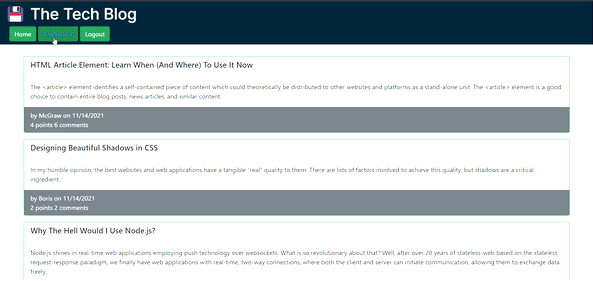 The Tech Blog
Home
Logout
HTML Article Element: Learn When (And Where) To Use It Now
The <article> element identifies a self-contained piece of content which could theoretically be distributed to other websites and platforms as a stand-alone unit. The <article> element is a good
choice to contain entire blog posts, news articles, and similar content.
by McGraw on 11/14/2021
4 points 6 comments
Designing Beautiful Shadows in CSS
In my humble opinion, the best websites and web applications have a tangible "real" quality to them. There are lots of factors involved to achieve this quality, but shadows are a critical
ingredient.
by Boris on 11/14/2021
2 points 2 comments
Why The Hell Would I Use Node.js?
Node.js shines in real-time web applications employing push technology over websockets. What is so revolutionary about that? Well, after over 20 years of stateless-web based on the stateless
request-response paradigm, we finally have web applications with real-time, two-way connections, where both the client and server can initiate communication, allowing them to exchange data
freely.